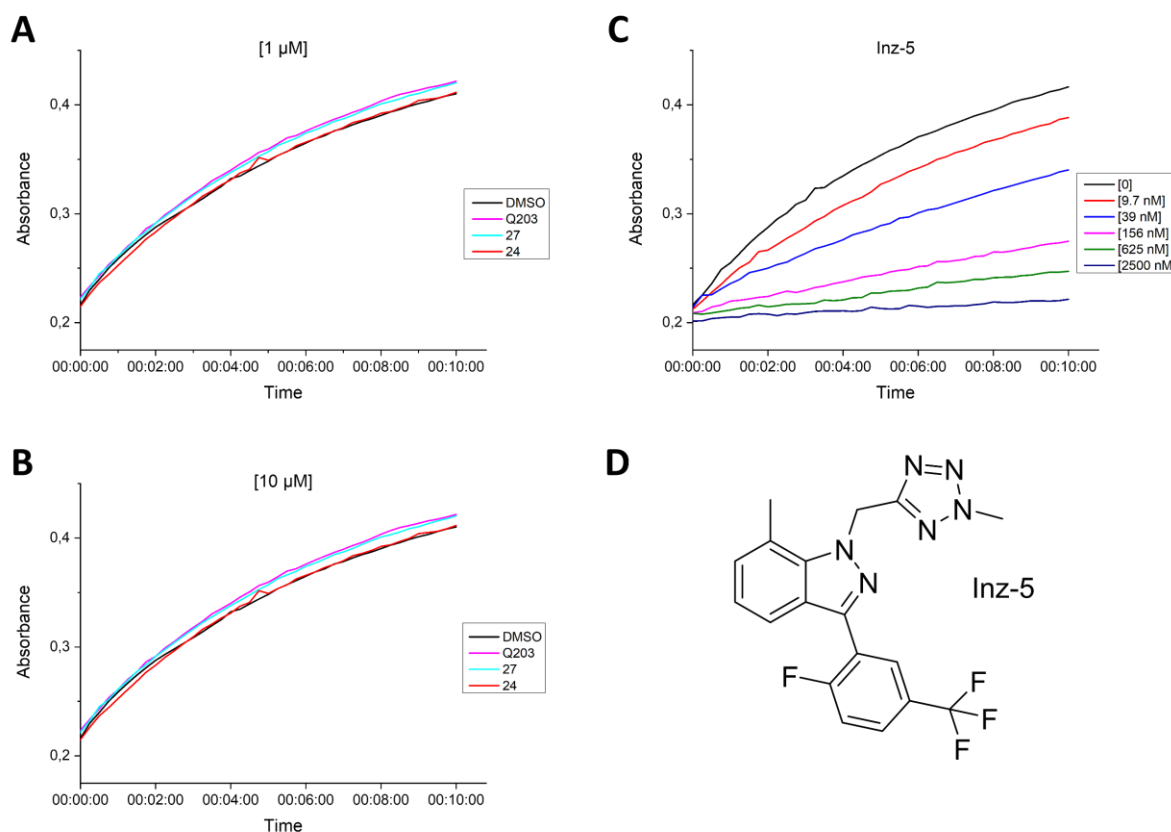 A
[1 µM]
Absorbance
0,4
0,3
0,2
00:00:00 00:02:00 00:04:00 00:06:00 00:08:00 00:10:00
Time
DMSO
Q203
27
24
C
Inz-5
Absorbance
0,4
0,3
0,2
00:00:00 00:02:00 00:04:00 00:06:00 00:08:00 00:10:00
Time
[0]
[9.7 nM]
[39 nM]
[156 nM]
[625 nM]
[2500 nM]
B
[10 µM]
Absorbance
0,4
0,3
0,2
00:00:00 00:02:00 00:04:00 00:06:00 00:08:00 00:10:00
Time
DMSO
Q203
27
24
D
N N
N
N
N
N
Inz-5
F
F
F
F